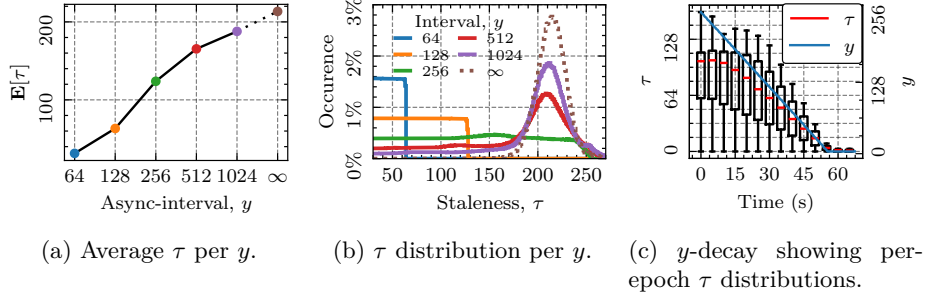 200
100
E[τ]
64 128 256 512 1024 ∞
Async-interval, y
3%
2%
1%
0%
Occurence
Interval, y
64 512
128 1024
256 ∞
50 100 150 200 250
Staleness, τ
128
64
0
τ
τ
y
256
128
0
y
0 15 30 45 60
Time (s)
(a) Average τ per y.
(b) τ distribution per y.
(c) y-decay showing per-
epoch τ distributions.